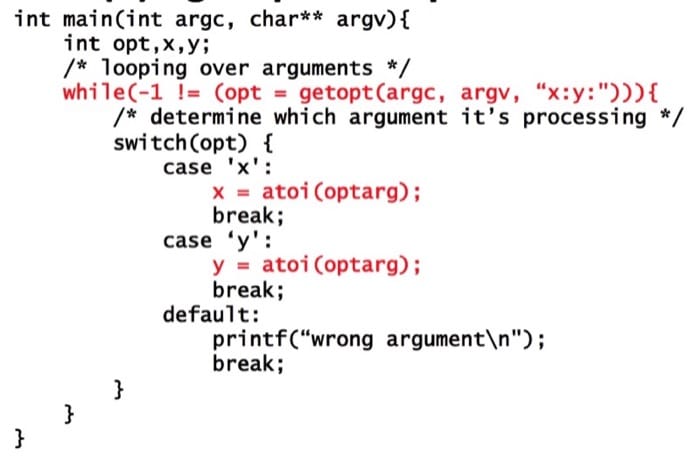 int main(int argc, char** argv){
    int opt,x,y;
    /* looping over arguments */
    while(-1 != (opt = getopt(argc, argv, “x:y:"))){
        /* determine which argument it’s processing */
        switch(opt) {
            case 'x':
                x = atoi(optarg);
                break;
            case ‘y':
                y = atoi(optarg);
                break;
            default:
                printf(“wrong argument\n");
                break;
        }
    }
}